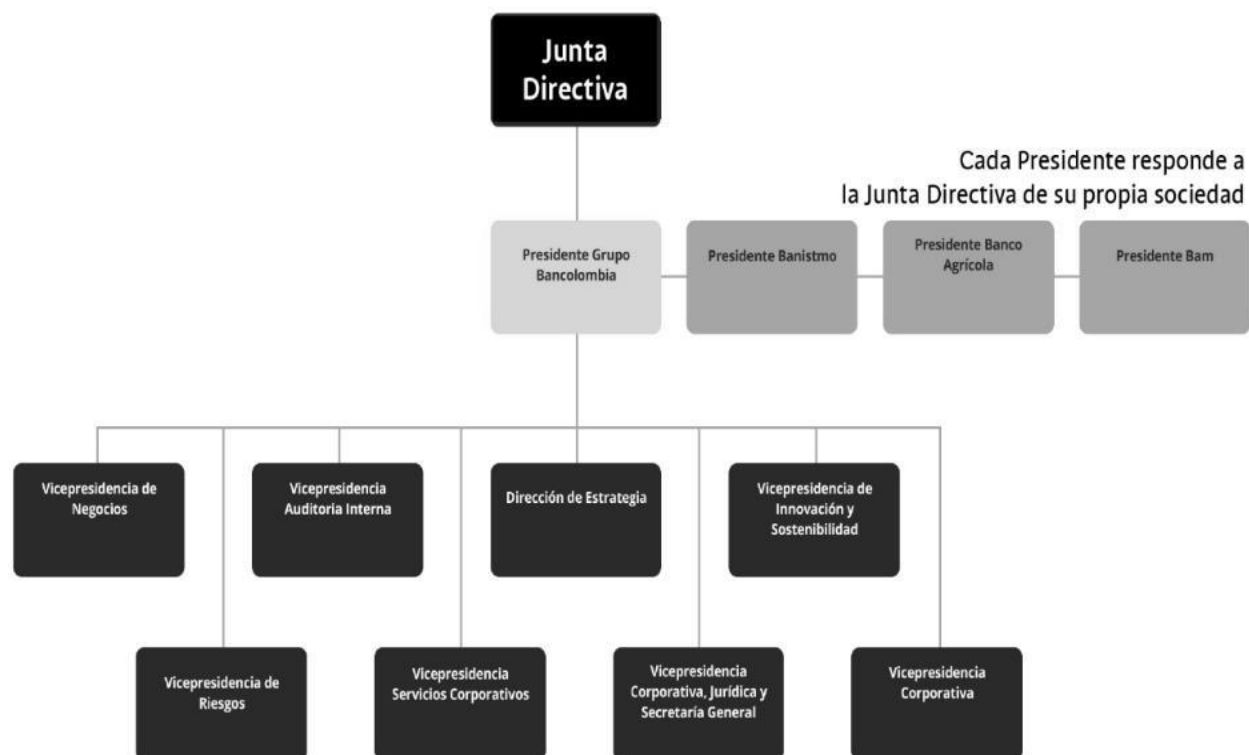 Junta
Directiva
Cada Presidente responde a
la Junta Directiva de su propia sociedad
Presidente Grupo
Bancolombia
Presidente Banistmo
Presidente Banco
Agrícola
Presidente Bam
Vicepresidencia de
Negocios
Vicepresidencia
Auditoria Interna
Dirección de Estrategia
Vicepresidencia de
Innovación y
Sostenibilidad
Vicepresidencia de
Riesgos
Vicepresidencia
Servicios Corporativos
Vicepresidencia
Corporativa, Jurídica y
Secretaría General
Vicepresidencia
Corporativa